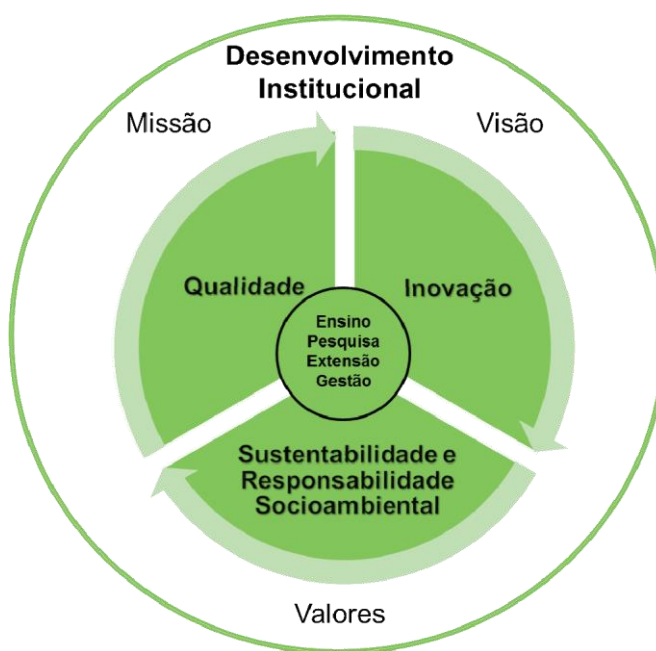 Desenvolvimento
Institucional
Missão
Visão
Qualidade
Inovação
Ensino
Pesquisa
Extensão
Gestão
Sustentabilidade e
Responsabilidade
Socioambiental
Valores